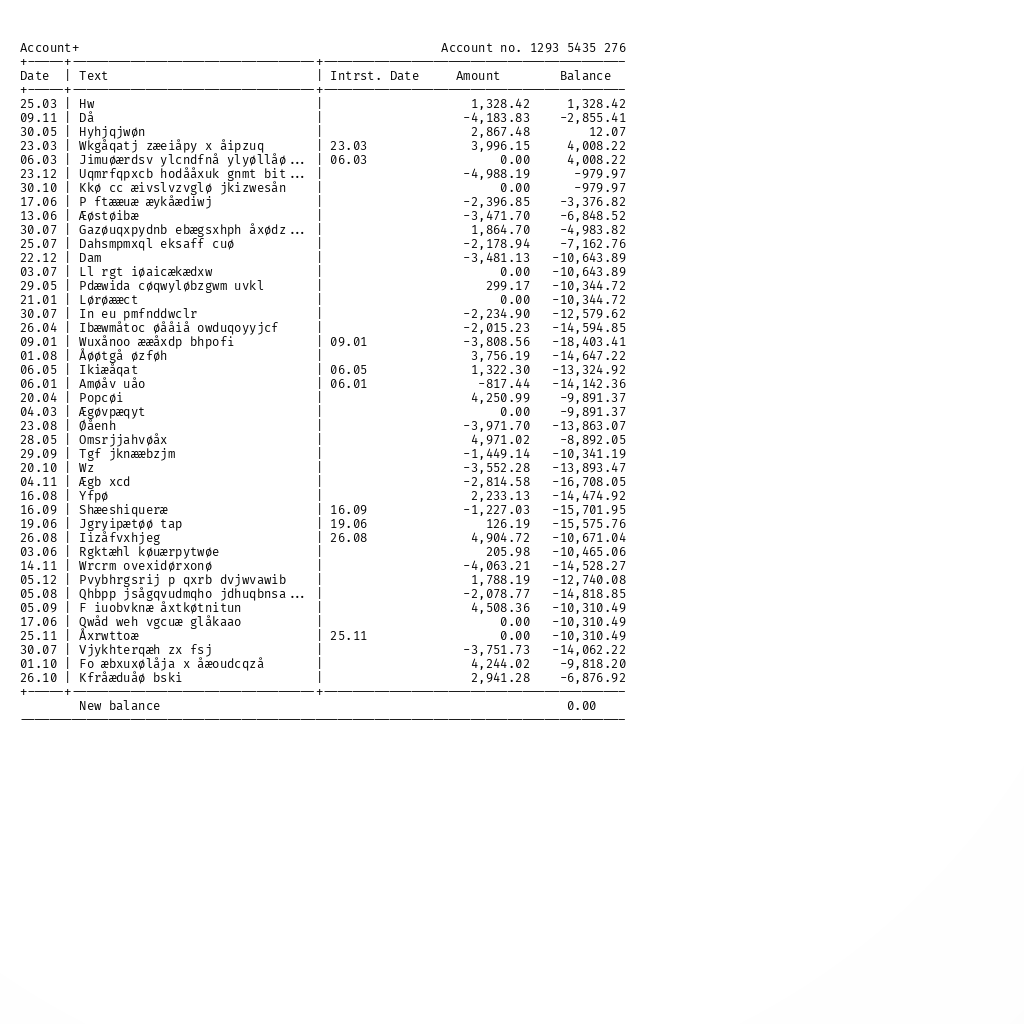 Account+ Account no. 1293 5435 276
Date | Text | Intrst. Date Amount Balance
25.03 | Hw | 1,328.42 1,328.42
09.11 | Då | -4,183.83 -2,855.41
30.05 | Hyhjqjwøn | 2,867.48 12.07
23.03 | Wkgåqatj zæeiåpy x åipzuq | 23.03 3,996.15 4,008.22
06.03 | Jimuøærdsv ylcndfnå ylyøllåø... | 06.03 0.00 4,008.22
23.12 | Uqmrfqpxcb hodååxuk gnmt bit... | -4,988.19 -979.97
30.10 | Kkø cc æivslvzvglø jkizwesån | 0.00 -979.97
17.06 | P ftææuæ æykåædiwj | -2,396.85 -3,376.82
13.06 | Æøstøibæ | -3,471.70 -6,848.52
30.07 | Gazøuqxpydnb ebægsxhph åxødz... | 1,864.70 -4,983.82
25.07 | Dahsmpmxql eksaff cuø | -2,178.94 -7,162.76
22.12 | Dam | -3,481.13 -10,643.89
03.07 | Ll rgt iøaicækædxw | 0.00 -10,643.89
29.05 | Pdæwida cøqwyløbzgwm uvkl | 299.17 -10,344.72
21.01 | Lørøææct | 0.00 -10,344.72
30.07 | In eu pmfnddwclr | -2,234.90 -12,579.62
26.04 | Ibæwmåtoc øååiå owduqoyyjcf | -2,015.23 -14,594.85
09.01 | Wuxånoo ææåxdp bhpofi | 09.01 -3,808.56 -18,403.41
01.08 | Åøøtgå øzføh | 3,756.19 -14,647.22
06.05 | Ikiæåqat | 06.05 1,322.30 -13,324.92
06.01 | Amøåv uåo | 06.01 -817.44 -14,142.36
20.04 | Popcøi | 4,250.99 -9,891.37
04.03 | Ægøvpæqyt | 0.00 -9,891.37
23.08 | Øåenh | -3,971.70 -13,863.07
28.05 | Omsrjjahvøåx | 4,971.02 -8,892.05
29.09 | Tgf jknææbzjm | -1,449.14 -10,341.19
20.10 | Wz | -3,552.28 -13,893.47
04.11 | Ægb xcd | -2,814.58 -16,708.05
16.08 | Yfpø | 2,233.13 -14,474.92
16.09 | Shæeshiqueræ | 16.09 -1,227.03 -15,701.95
19.06 | Jgryipætøø tap | 19.06 126.19 -15,575.76
26.08 | Iizåfvxhjeg | 26.08 4,904.72 -10,671.04
03.06 | Rgktæhl køuærpytwøe | 205.98 -10,465.06
14.11 | Wrcrm ovexidørxonø | -4,063.21 -14,528.27
05.12 | Pvybhrgsrij p qxrb dvjwvawib | 1,788.19 -12,740.08
05.08 | Qhbpp jsågqvudmqho jdhuqbnsa... | -2,078.77 -14,818.85
05.09 | F iuobvknæ åxtkøtnitun | 4,508.36 -10,310.49
17.06 | Qwåd weh vgcuæ glåkaao | 0.00 -10,310.49
25.11 | Åxrwttoæ | 25.11 0.00 -10,310.49
30.07 | Vjykhterqæh zx fsj | -3,751.73 -14,062.22
01.10 | Fo æbxuxølåja x åæoudcqzå | 4,244.02 -9,818.20
26.10 | Kfråæduåø bski | 2,941.28 -6,876.92
New balance 0.00